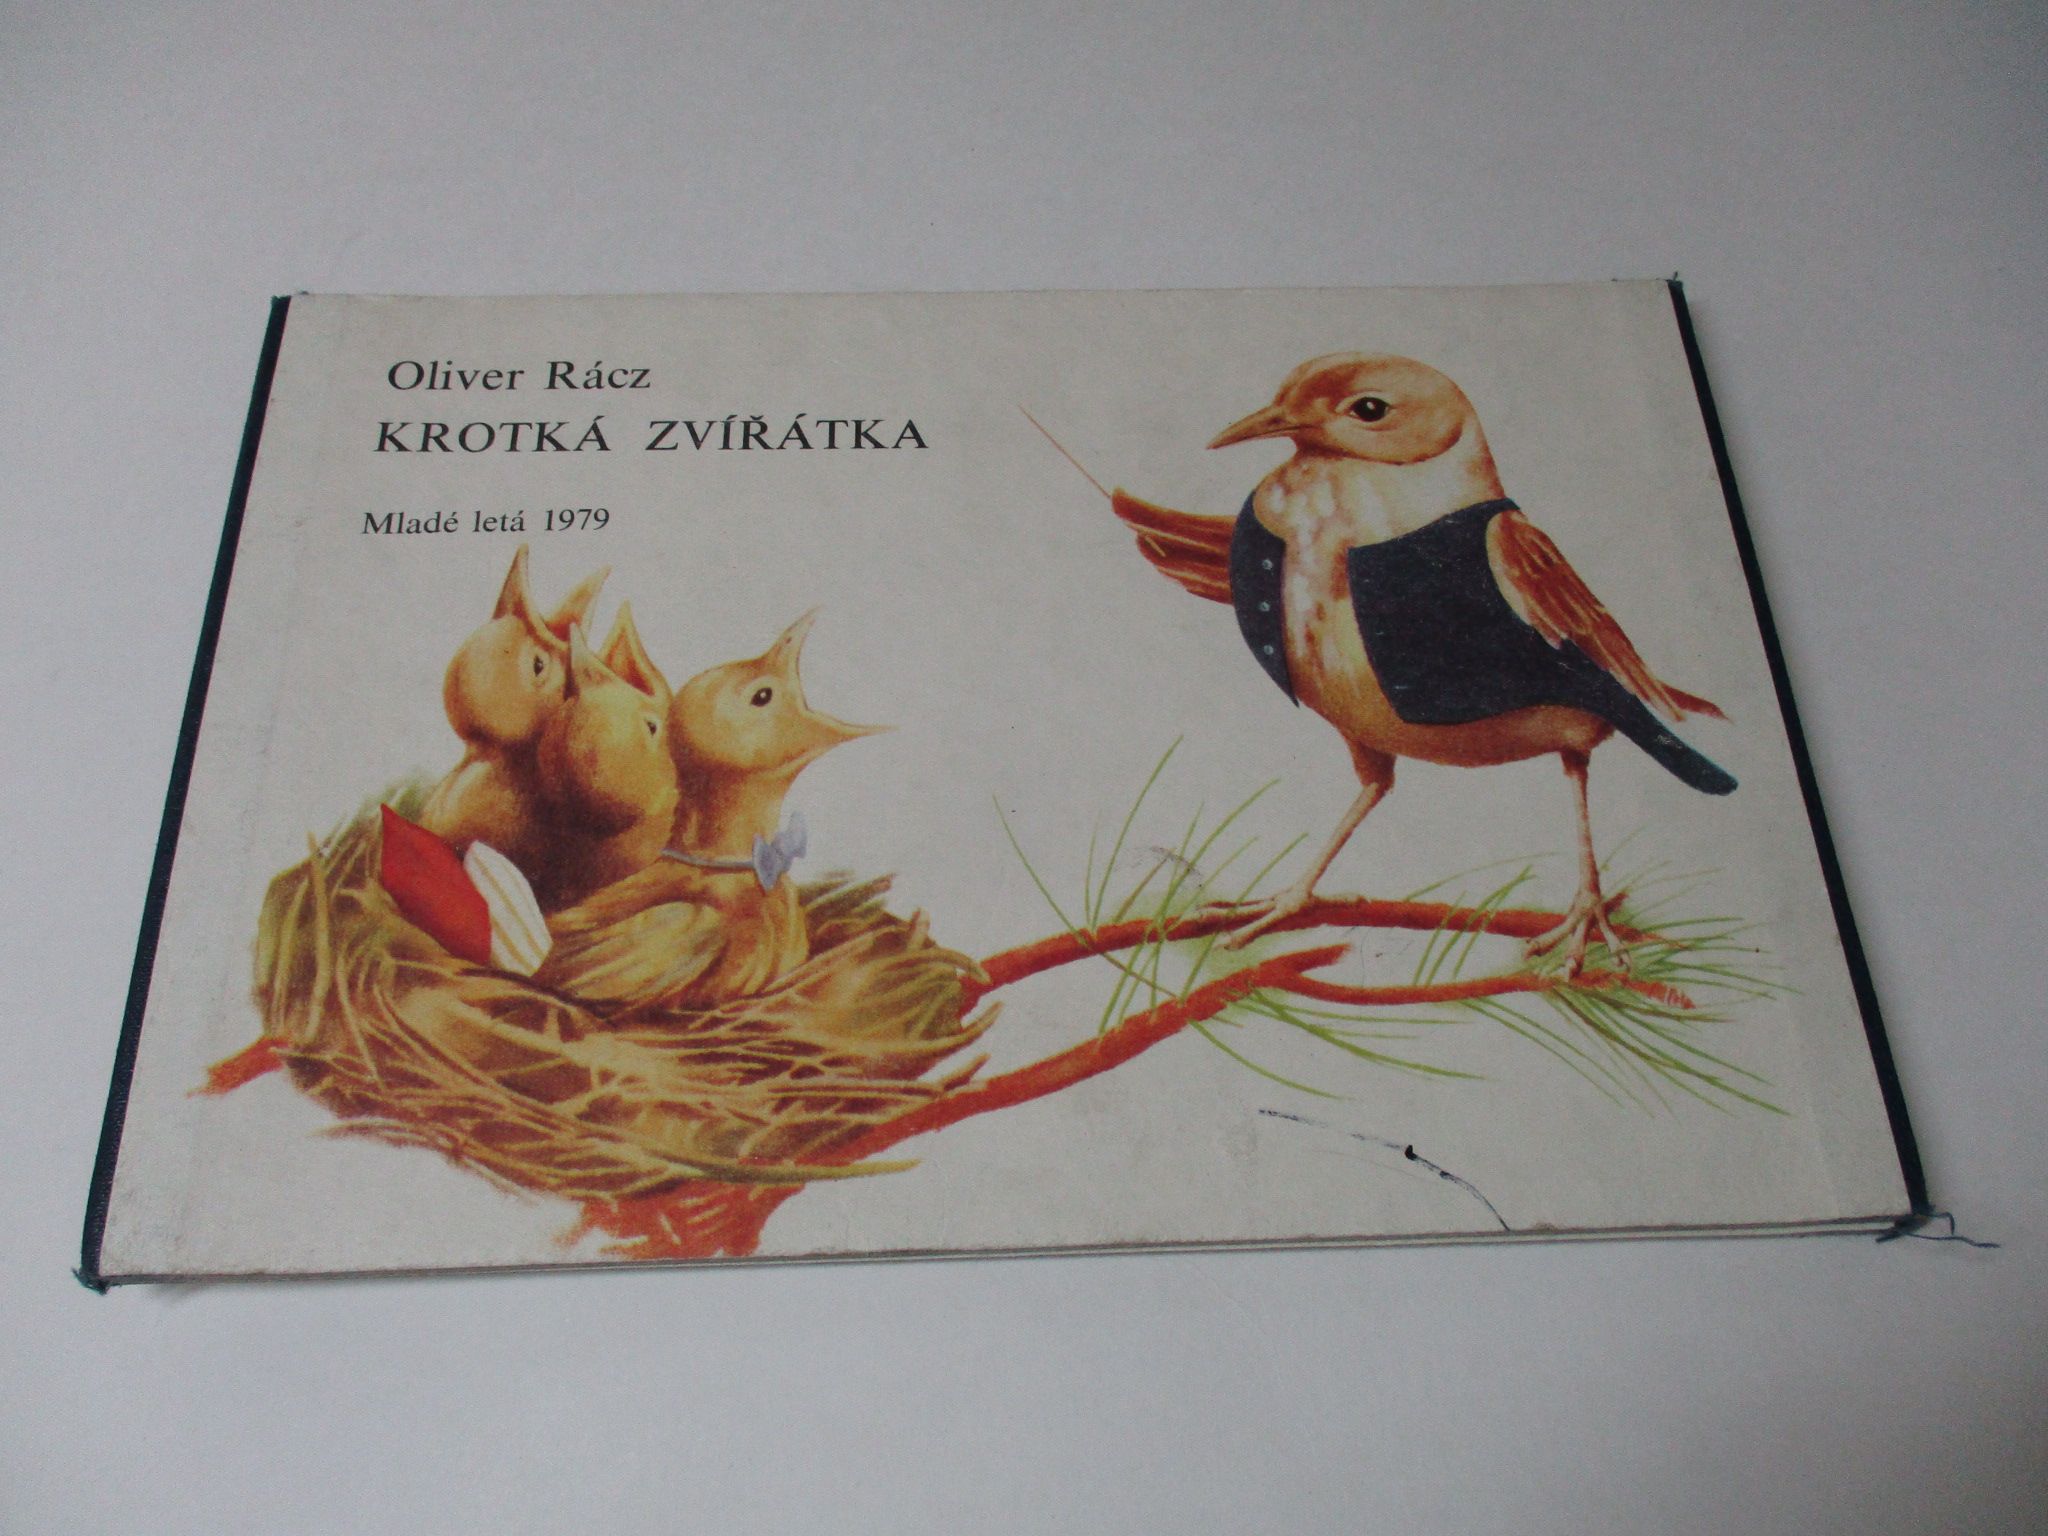 Oliver Rácz
KROTKÁ ZVÍŘÁTKA
Mladé letá 1979